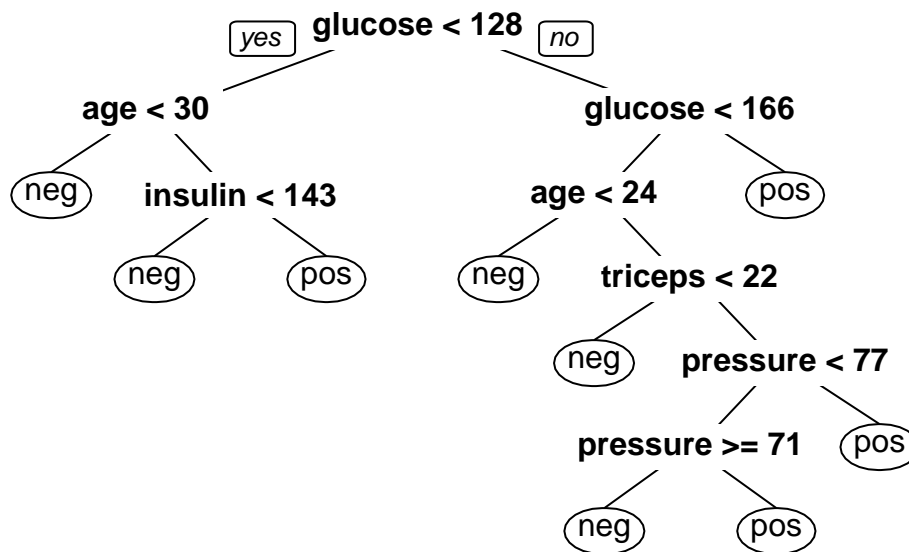 yes glucose < 128 no
age < 30 glucose < 166
neg insulin < 143 age < 24 pos
neg pos neg triceps < 22
neg pressure < 77
pressure >= 71 pos
neg pos